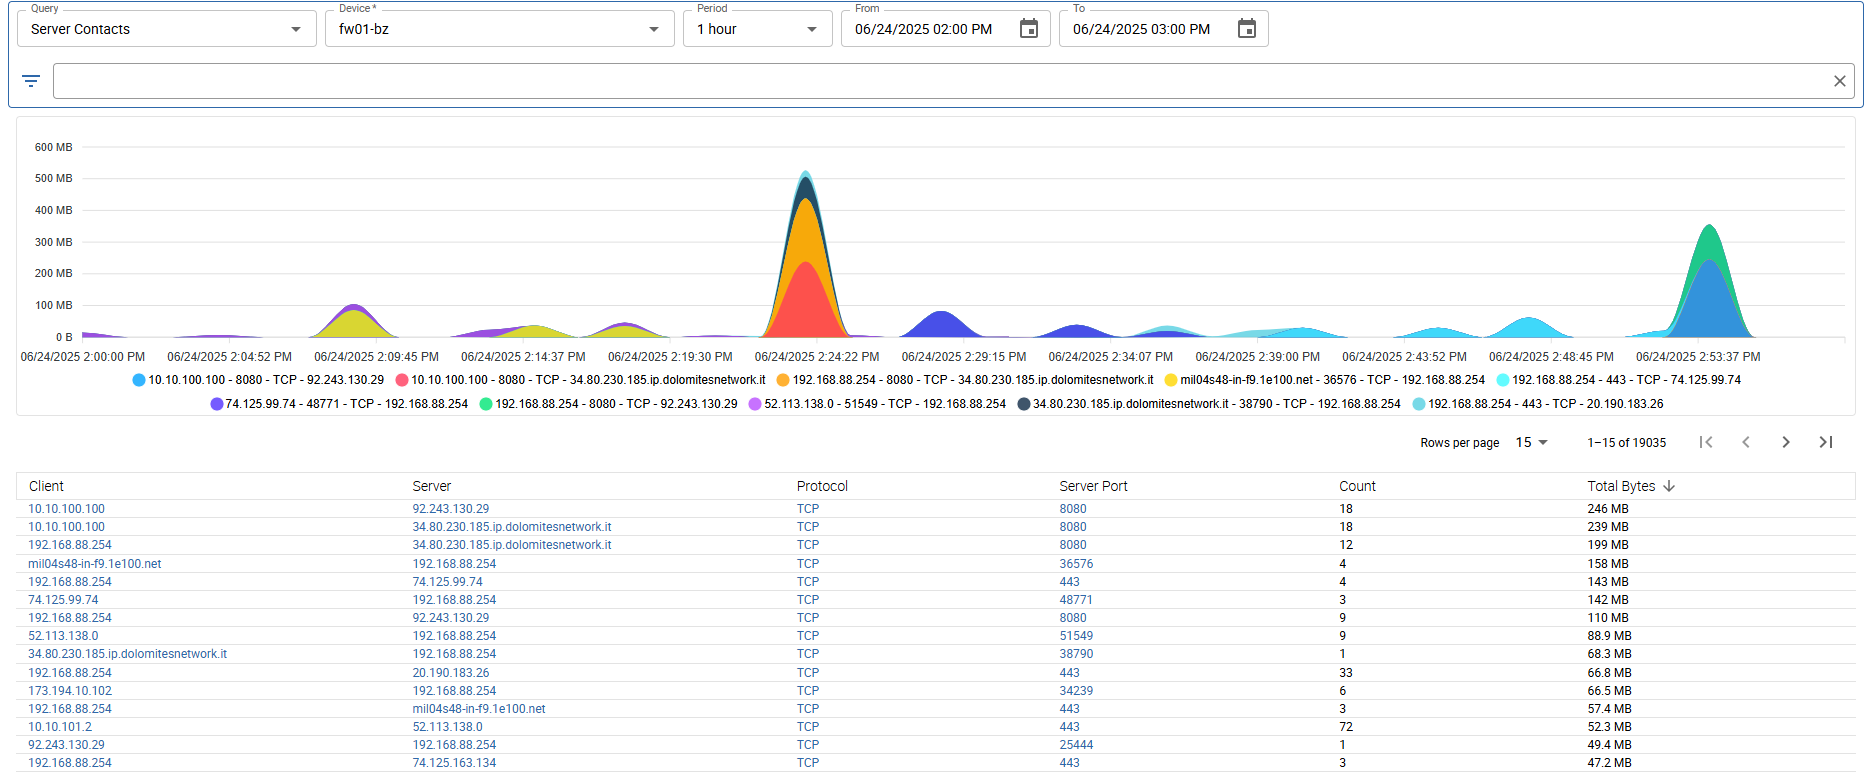 Query Device * Period From To
Server Contacts fw01-bz 1 hour 06/24/2025 02:00 PM 06/24/2025 03:00 PM
600 MB
500 MB
400 MB
300 MB
200 MB
100 MB
0 B
06/24/2025 2:00:00 PM 06/24/2025 2:04:52 PM 06/24/2025 2:09:45 PM 06/24/2025 2:14:37 PM 06/24/2025 2:19:30 PM 06/24/2025 2:24:22 PM 06/24/2025 2:29:15 PM 06/24/2025 2:34:07 PM 06/24/2025 2:39:00 PM 06/24/2025 2:43:52 PM 06/24/2025 2:48:45 PM 06/24/2025 2:53:37 PM
10.10.100.100 - 8080 - TCP - 92.243.130.29 10.10.100.100 - 8080 - TCP - 34.80.230.185.ip.dolomitesnetwork.it 192.168.88.254 - 8080 - TCP - 34.80.230.185.ip.dolomitesnetwork.it mil04s48-in-f9.1e100.net - 36576 - TCP - 192.168.88.254 192.168.88.254 - 443 - TCP - 74.125.99.74
74.125.99.74 - 48771 - TCP - 192.168.88.254 192.168.88.254 - 8080 - TCP - 92.243.130.29 52.113.138.0 - 51549 - TCP - 192.168.88.254 34.80.230.185.ip.dolomitesnetwork.it - 38790 - TCP - 192.168.88.254 192.168.88.254 - 443 - TCP - 20.190.183.26
Rows per page 15 1–15 of 19035
Client Server Protocol Server Port Count Total Bytes
10.10.100.100 92.243.130.29 TCP 8080 18 246 MB
10.10.100.100 34.80.230.185.ip.dolomitesnetwork.it TCP 8080 18 239 MB
192.168.88.254 34.80.230.185.ip.dolomitesnetwork.it TCP 8080 12 199 MB
mil04s48-in-f9.1e100.net 192.168.88.254 TCP 36576 4 158 MB
192.168.88.254 74.125.99.74 TCP 443 4 143 MB
74.125.99.74 192.168.88.254 TCP 48771 3 142 MB
192.168.88.254 92.243.130.29 TCP 8080 9 110 MB
52.113.138.0 192.168.88.254 TCP 51549 9 88.9 MB
34.80.230.185.ip.dolomitesnetwork.it 192.168.88.254 TCP 38790 1 68.3 MB
192.168.88.254 20.190.183.26 TCP 443 33 66.8 MB
173.194.10.102 192.168.88.254 TCP 34239 6 66.5 MB
192.168.88.254 mil04s48-in-f9.1e100.net TCP 443 3 57.4 MB
10.10.101.2 52.113.138.0 TCP 443 72 52.3 MB
92.243.130.29 192.168.88.254 TCP 25444 1 49.4 MB
192.168.88.254 74.125.163.134 TCP 443 3 47.2 MB